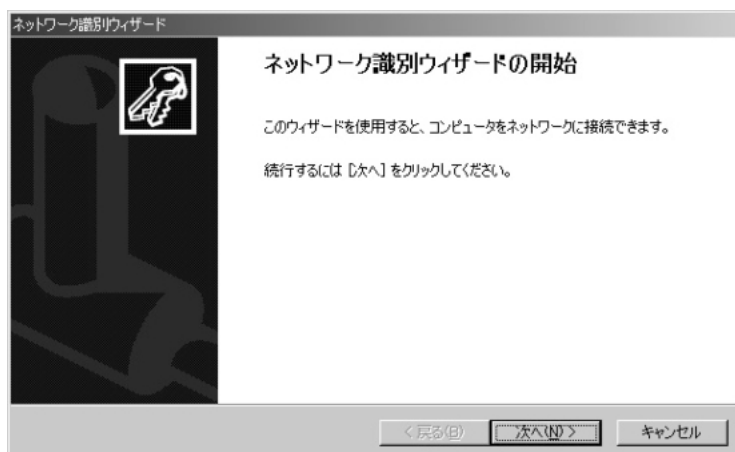 ネットワーク識別ウィザード
ネットワーク識別ウィザードの開始
このウィザードを使用すると、コンピュータをネットワークに接続できます。
続行するには [次へ] をクリックしてください。
< 戻る(B)
次へ(N) >
キャンセル